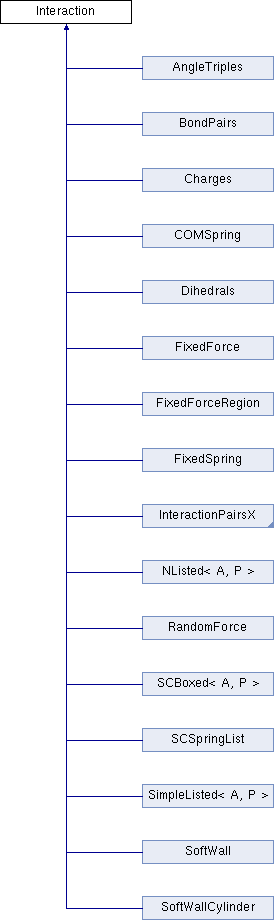 Interaction
AngleTriples
BondPairs
Charges
COMSpring
Dihedrals
FixedForce
FixedForceRegion
FixedSpring
InteractionPairsX
NListed< A, P >
RandomForce
SCBoxed< A, P >
SCSpringList
SimpleListed< A, P >
SoftWall
SoftWallCylinder